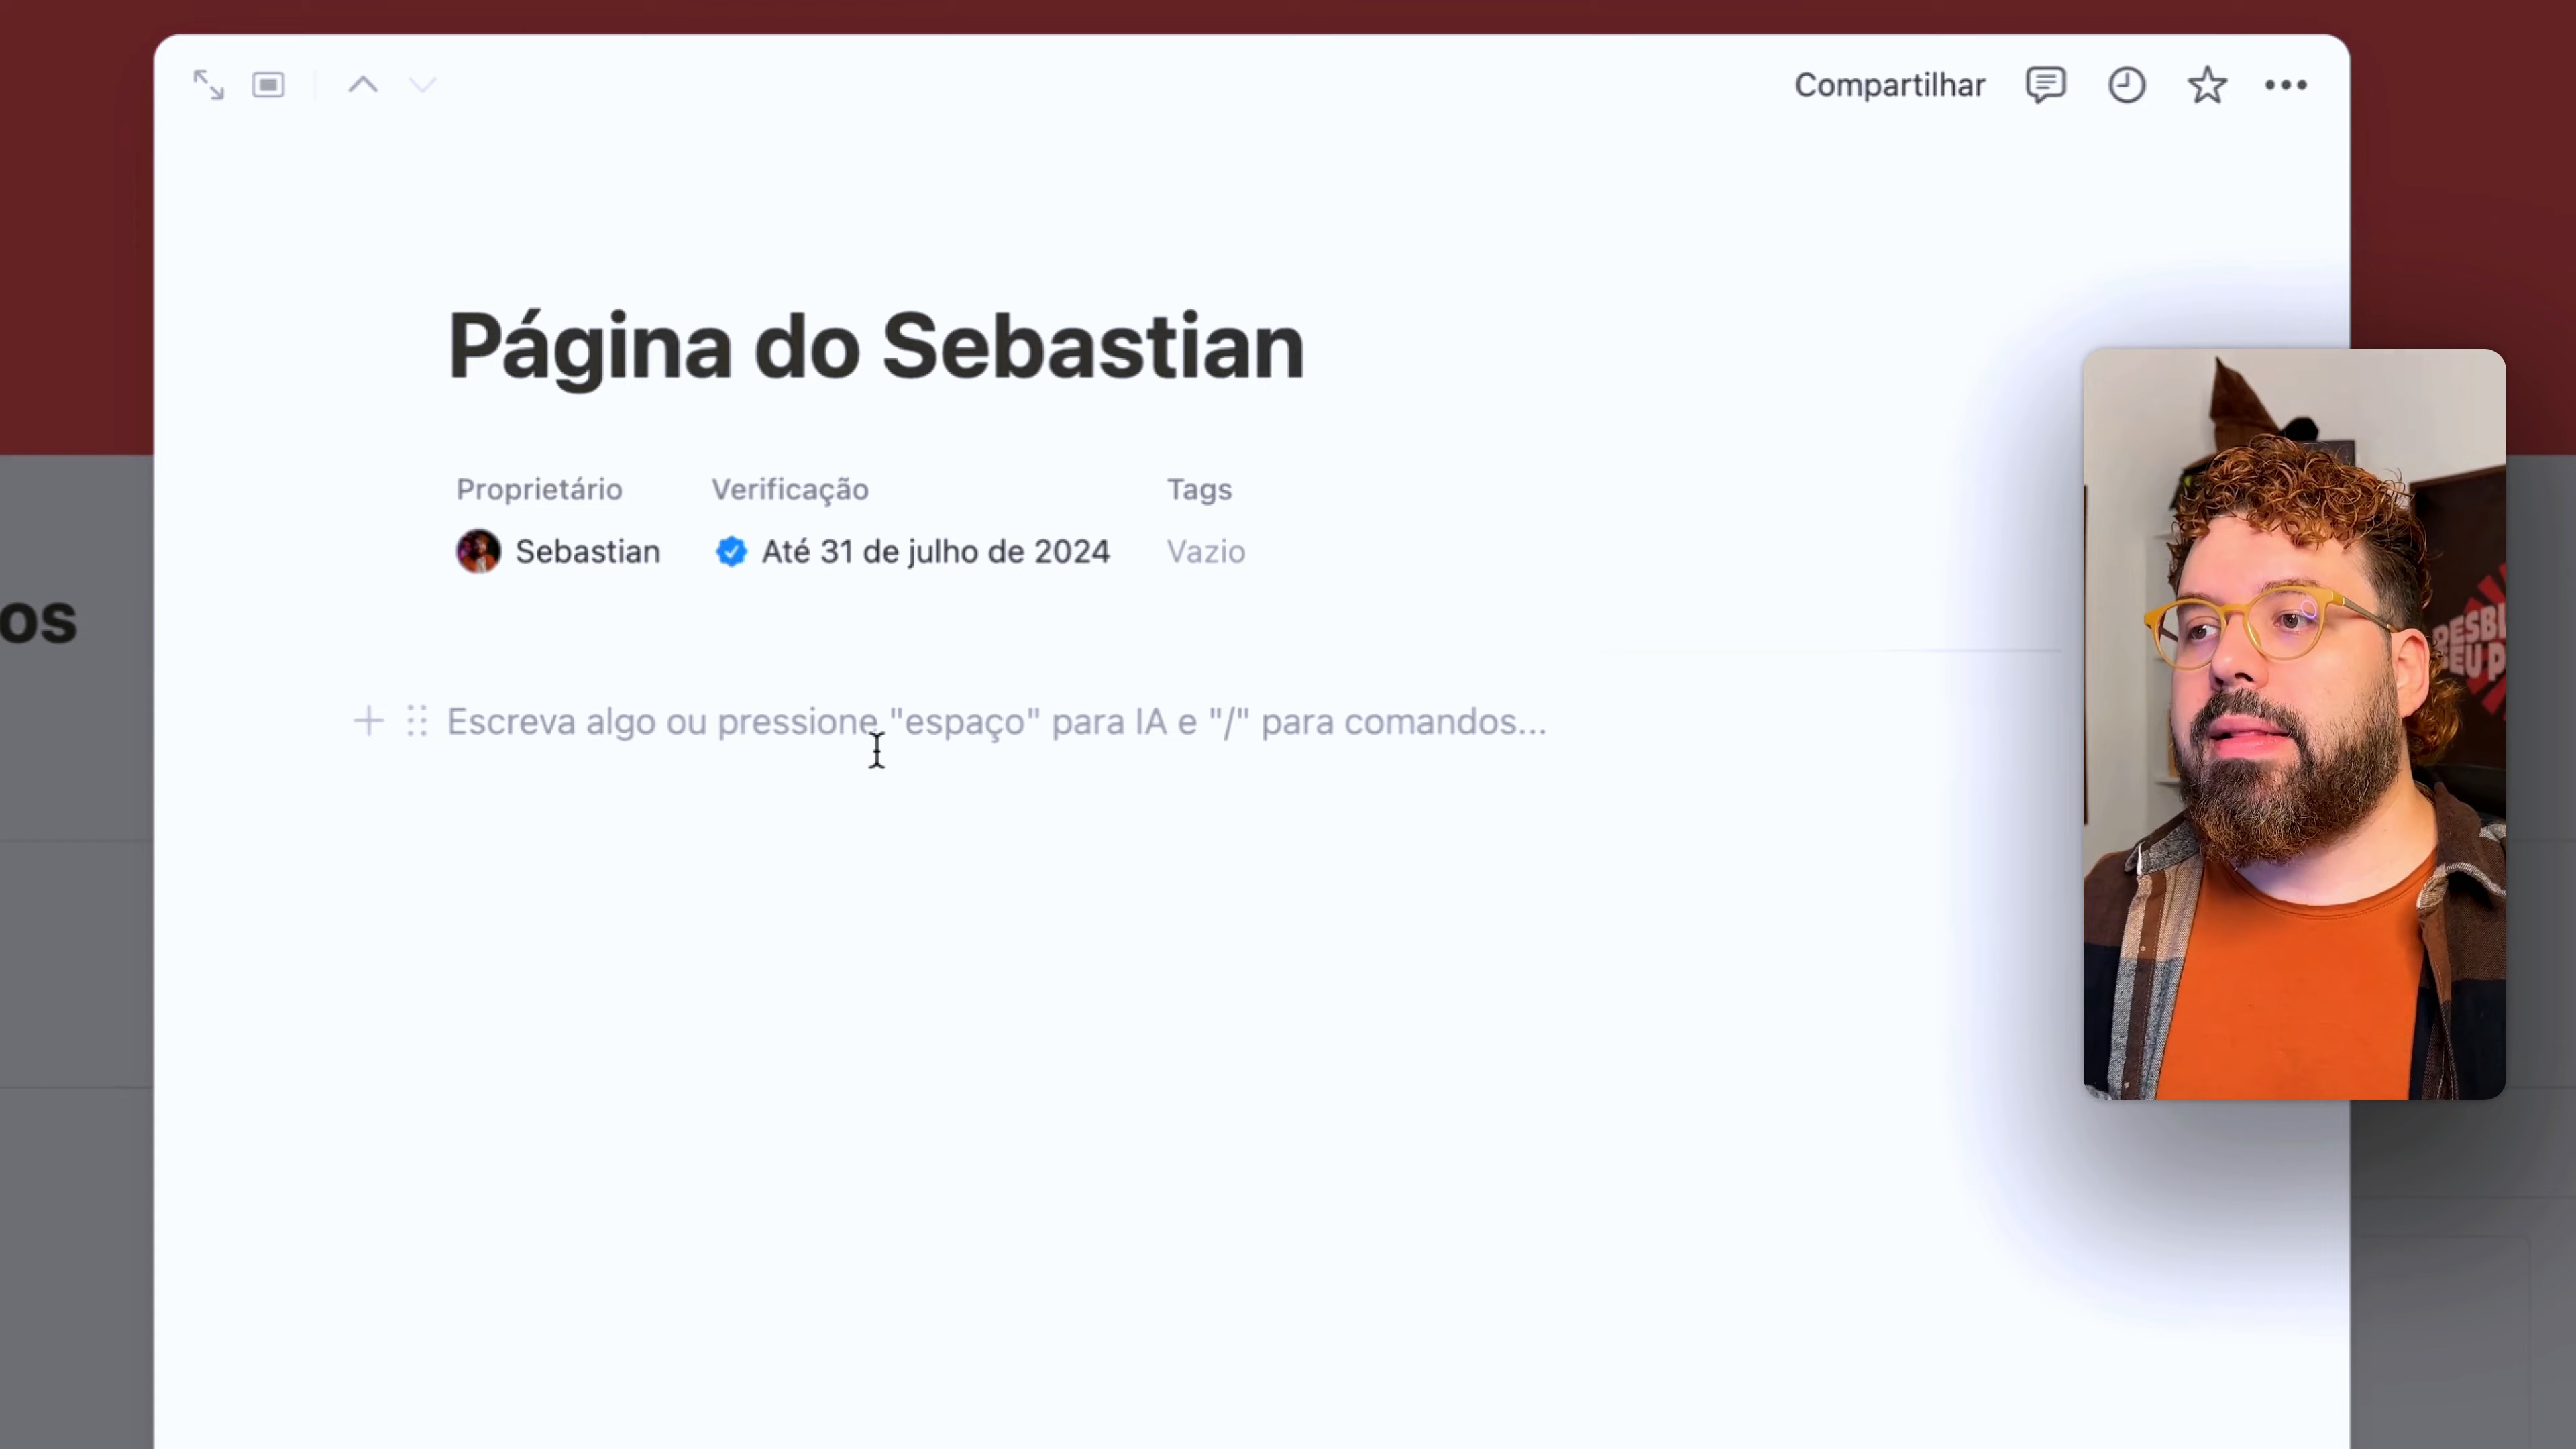 Compartilhar
Página do Sebastian
Proprietário Verificação Tags
Sebastian Até 31 de julho de 2024 Vazio
os
Escreva algo ou pressione "espaço" para IA e "/" para comandos...